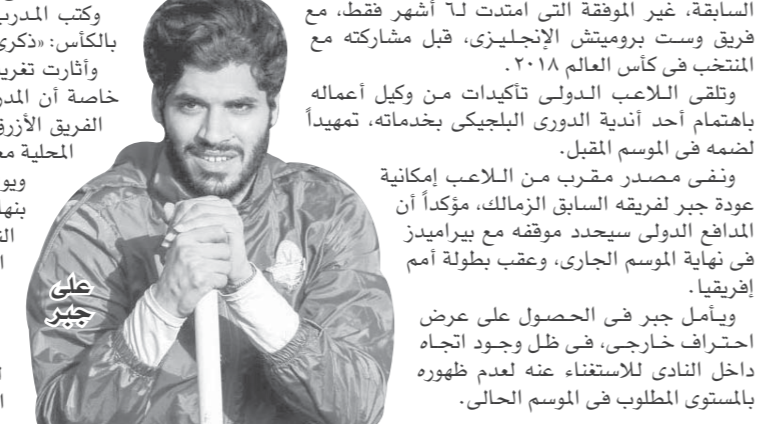 السابقة، غير الموفقة التى امتدت لـ٦ أشهر فقط، مع
فريق وست بروميتش الإنجليزى، قبل مشاركته مع
المنتخب فى كأس العالم ٢٠١٨.
وتلقى اللاعب الدولى تأكيدات من وكيل أعماله
باهتمام أحد أندية الدورى البلجيكى بخدماته، تمهيداً
لضمه فى الموسم المقبل.
ونفى مصدر مقرب من اللاعب إمكانية
عودة جبر لفريقه السابق الزمالك، مؤكداً أن
المدافع الدولى سيحدد موقفه مع بيراميدز
فى نهاية الموسم الجارى، وعقب بطولة أمم
إفريقيا.
ويأمل جبر فى الحصول على عرض
احتراف خارجى، فى ظل وجود اتجاه
داخل النادى للاستغناء عنه لعدم ظهوره
بالمستوى المطلوب فى الموسم الحالى.
على
جبر
وكتب المدرب
بالكأس: «ذكرى
وأثارت تغريد
خاصة أن المدر
الفريق الأزرق
المحلية مع
ويو
بنها
الن